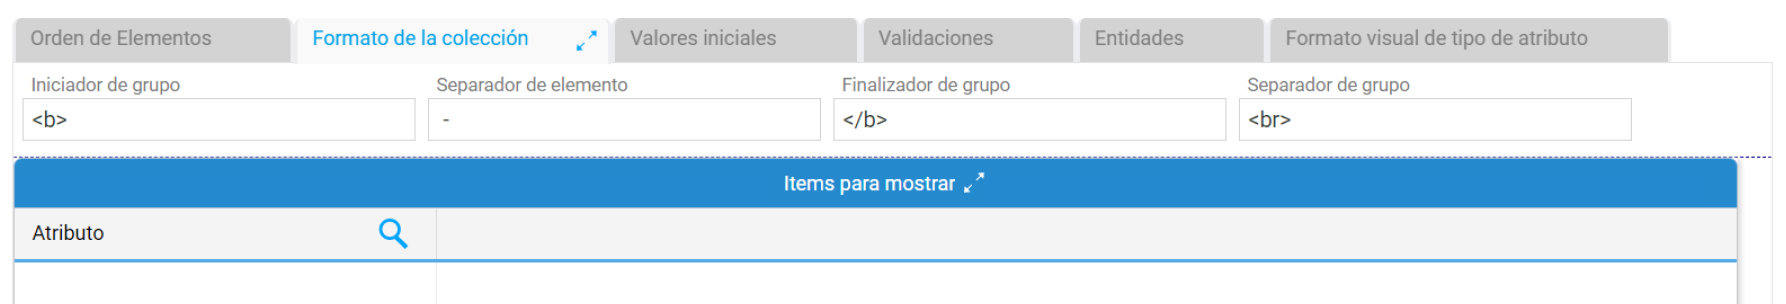 Orden de Elementos Formato de la colección Valores iniciales Validaciones Entidades Formato visual de tipo de atributo
Iniciador de grupo Separador de elemento Finalizador de grupo Separador de grupo
<b> - </b> <br>
Items para mostrar
Atributo